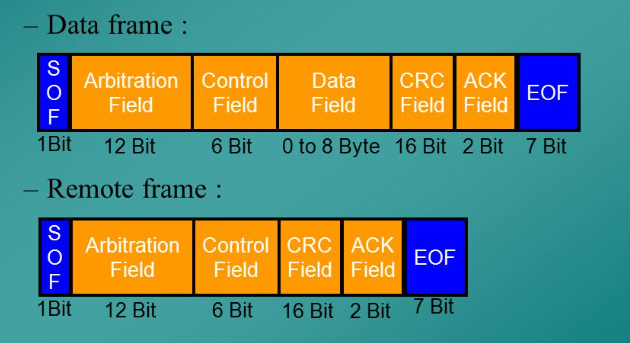 – Data frame :
S
O
F
Arbitration
Field
Control
Field
Data
Field
CRC
Field
ACK
Field
EOF
1Bit 12 Bit 6 Bit 0 to 8 Byte 16 Bit 2 Bit 7 Bit
– Remote frame :
S
O
F
Arbitration
Field
Control
Field
CRC
Field
ACK
Field
EOF
1Bit 12 Bit 6 Bit 16 Bit 2 Bit 7 Bit